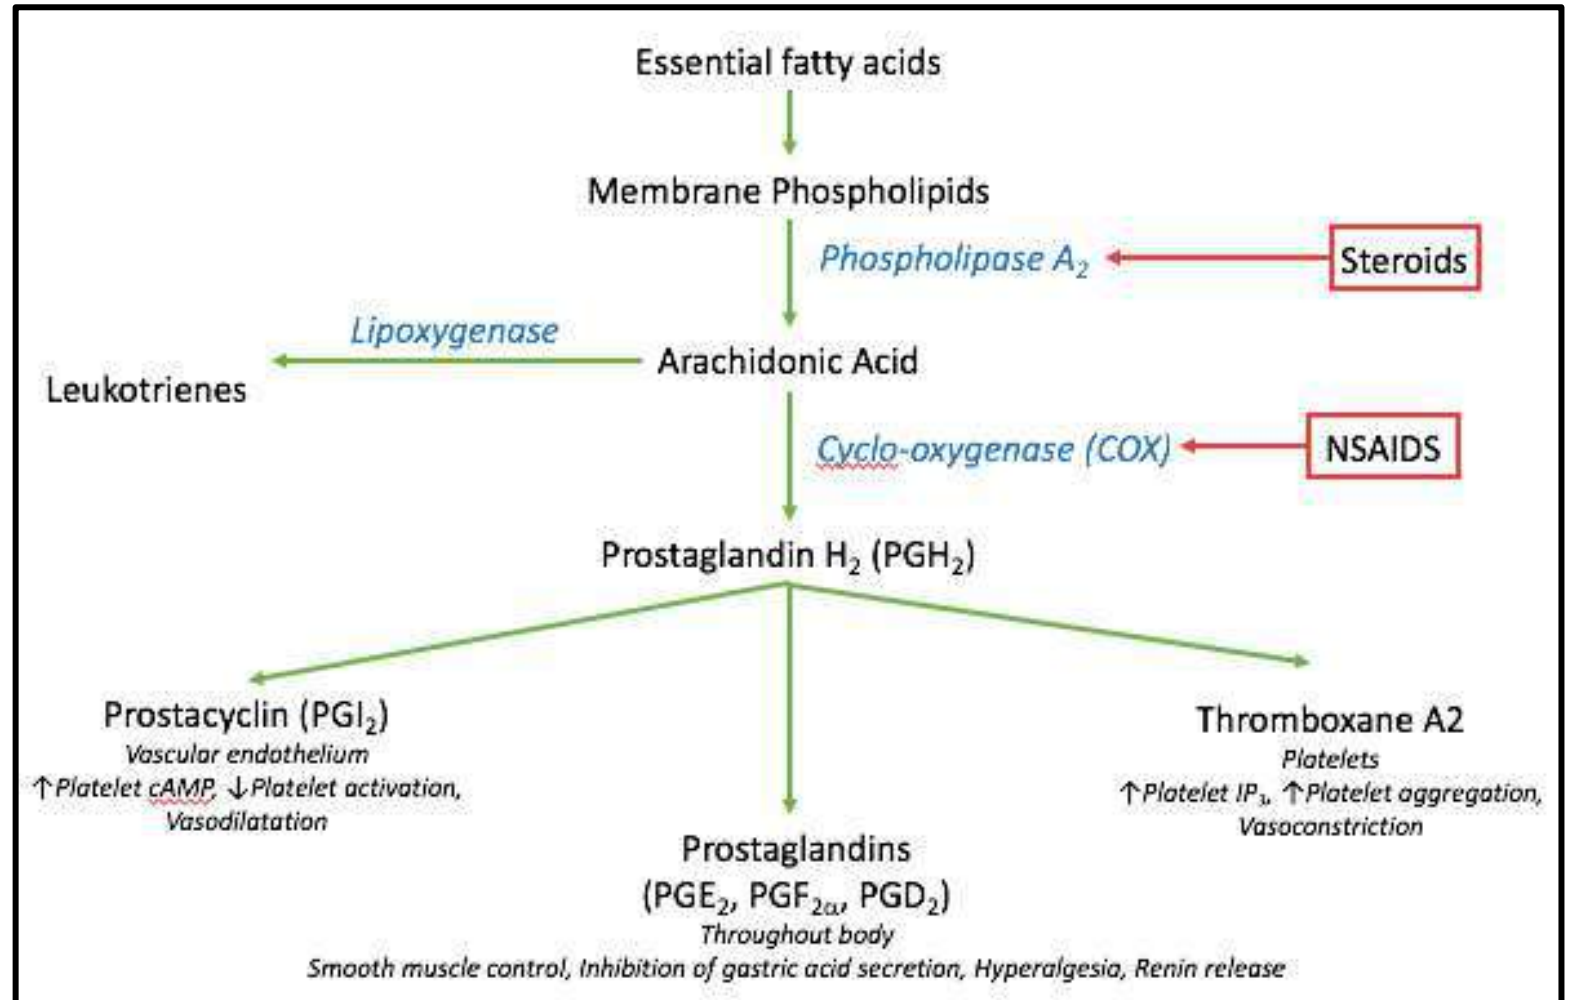 Essential fatty acids
Membrane Phospholipids
Phospholipase A₂
Steroids
Lipoxygenase
Arachidonic Acid
Leukotrienes
Cyclo-oxygenase (COX)
NSAIDS
Prostaglandin H₂ (PGH₂)
Prostacyclin (PGI₂)
Vascular endothelium
↑Platelet cAMP, ↓Platelet activation,
Vasodilatation
Thromboxane A2
Platelets
↑Platelet IP₃, ↑Platelet aggregation,
Vasoconstriction
Prostaglandins
(PGE₂, PGF₂α, PGD₂)
Throughout body
Smooth muscle control, Inhibition of gastric acid secretion, Hyperalgesia, Renin release